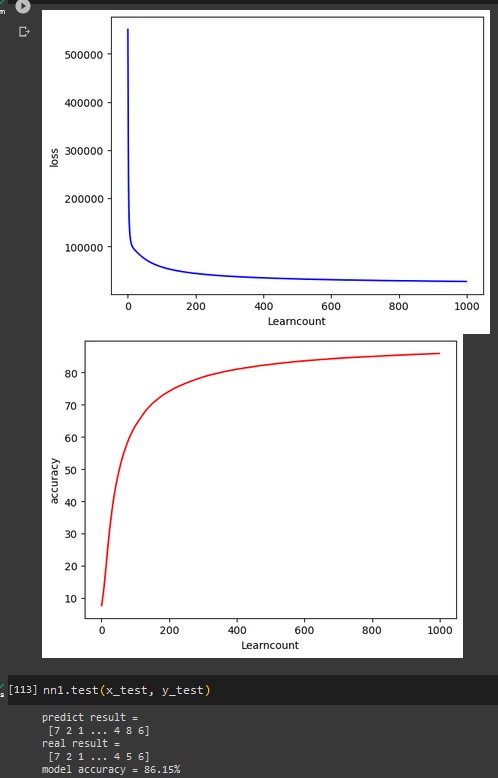 500000
400000
300000
200000
100000
loss
0 200 400 600 800 1000
Learncount
80
70
60
50
40
30
20
10
accuracy
0 200 400 600 800 1000
Learncount
[113] nn1.test(x_test, y_test)
predict result =
[7 2 1 ... 4 8 6]
real result =
[7 2 1 ... 4 5 6]
model accuracy = 86.15%